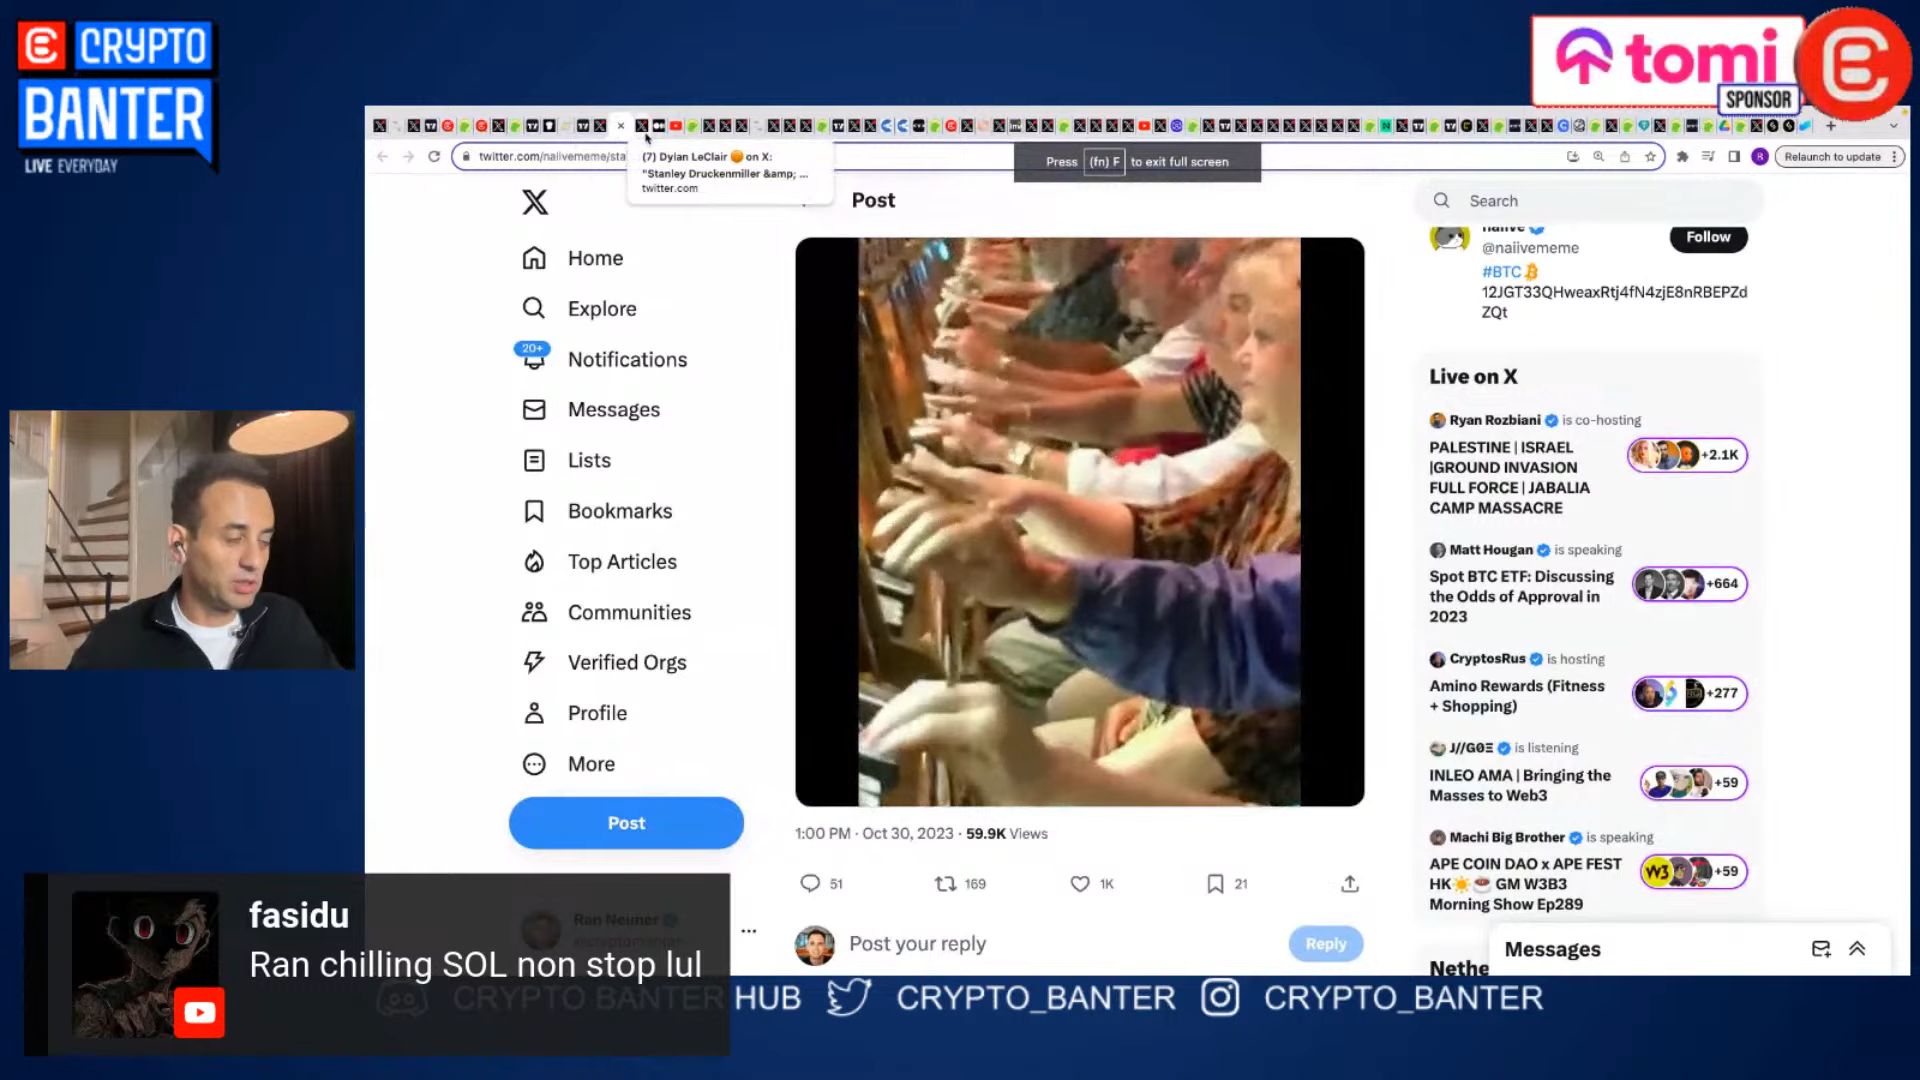 CRYPTO
BANTER
LIVE EVERYDAY
tomi
SPONSOR
twitter.com/naiivememe/sta
(7) Dylan LeClair on X:
"Stanley Druckenmiller &amp; ...
twitter.com
Press (fn) F to exit full screen
Relaunch to update
Post
Search
Home
Explore
20+
Notifications
Messages
Lists
Bookmarks
Top Articles
Communities
Verified Orgs
Profile
More
Post
naiive
@naiivememe
Follow
#BTC
12JGT33QHweaxRtj4fN4zjE8nRBEPZd
ZQt
Live on X
Ryan Rozbiani is co-hosting
PALESTINE | ISRAEL
|GROUND INVASION
FULL FORCE | JABALIA
CAMP MASSACRE
+2.1K
Matt Hougan is speaking
Spot BTC ETF: Discussing
the Odds of Approval in
2023
+664
CryptosRus is hosting
Amino Rewards (Fitness
+ Shopping)
+277
J//GΘΞ is listening
INLEO AMA | Bringing the
Masses to Web3
+59
Machi Big Brother is speaking
APE COIN DAO x APE FEST
HK☀️☕ GM W3B3
Morning Show Ep289
+59
1:00 PM · Oct 30, 2023 · 59.9K Views
51
169
1K
21
Ran Neuner
Post your reply
Reply
Messages
Nethe
fasidu
Ran chilling SOL non stop lul
CRYPTO BANTER HUB
CRYPTO_BANTER
CRYPTO_BANTER